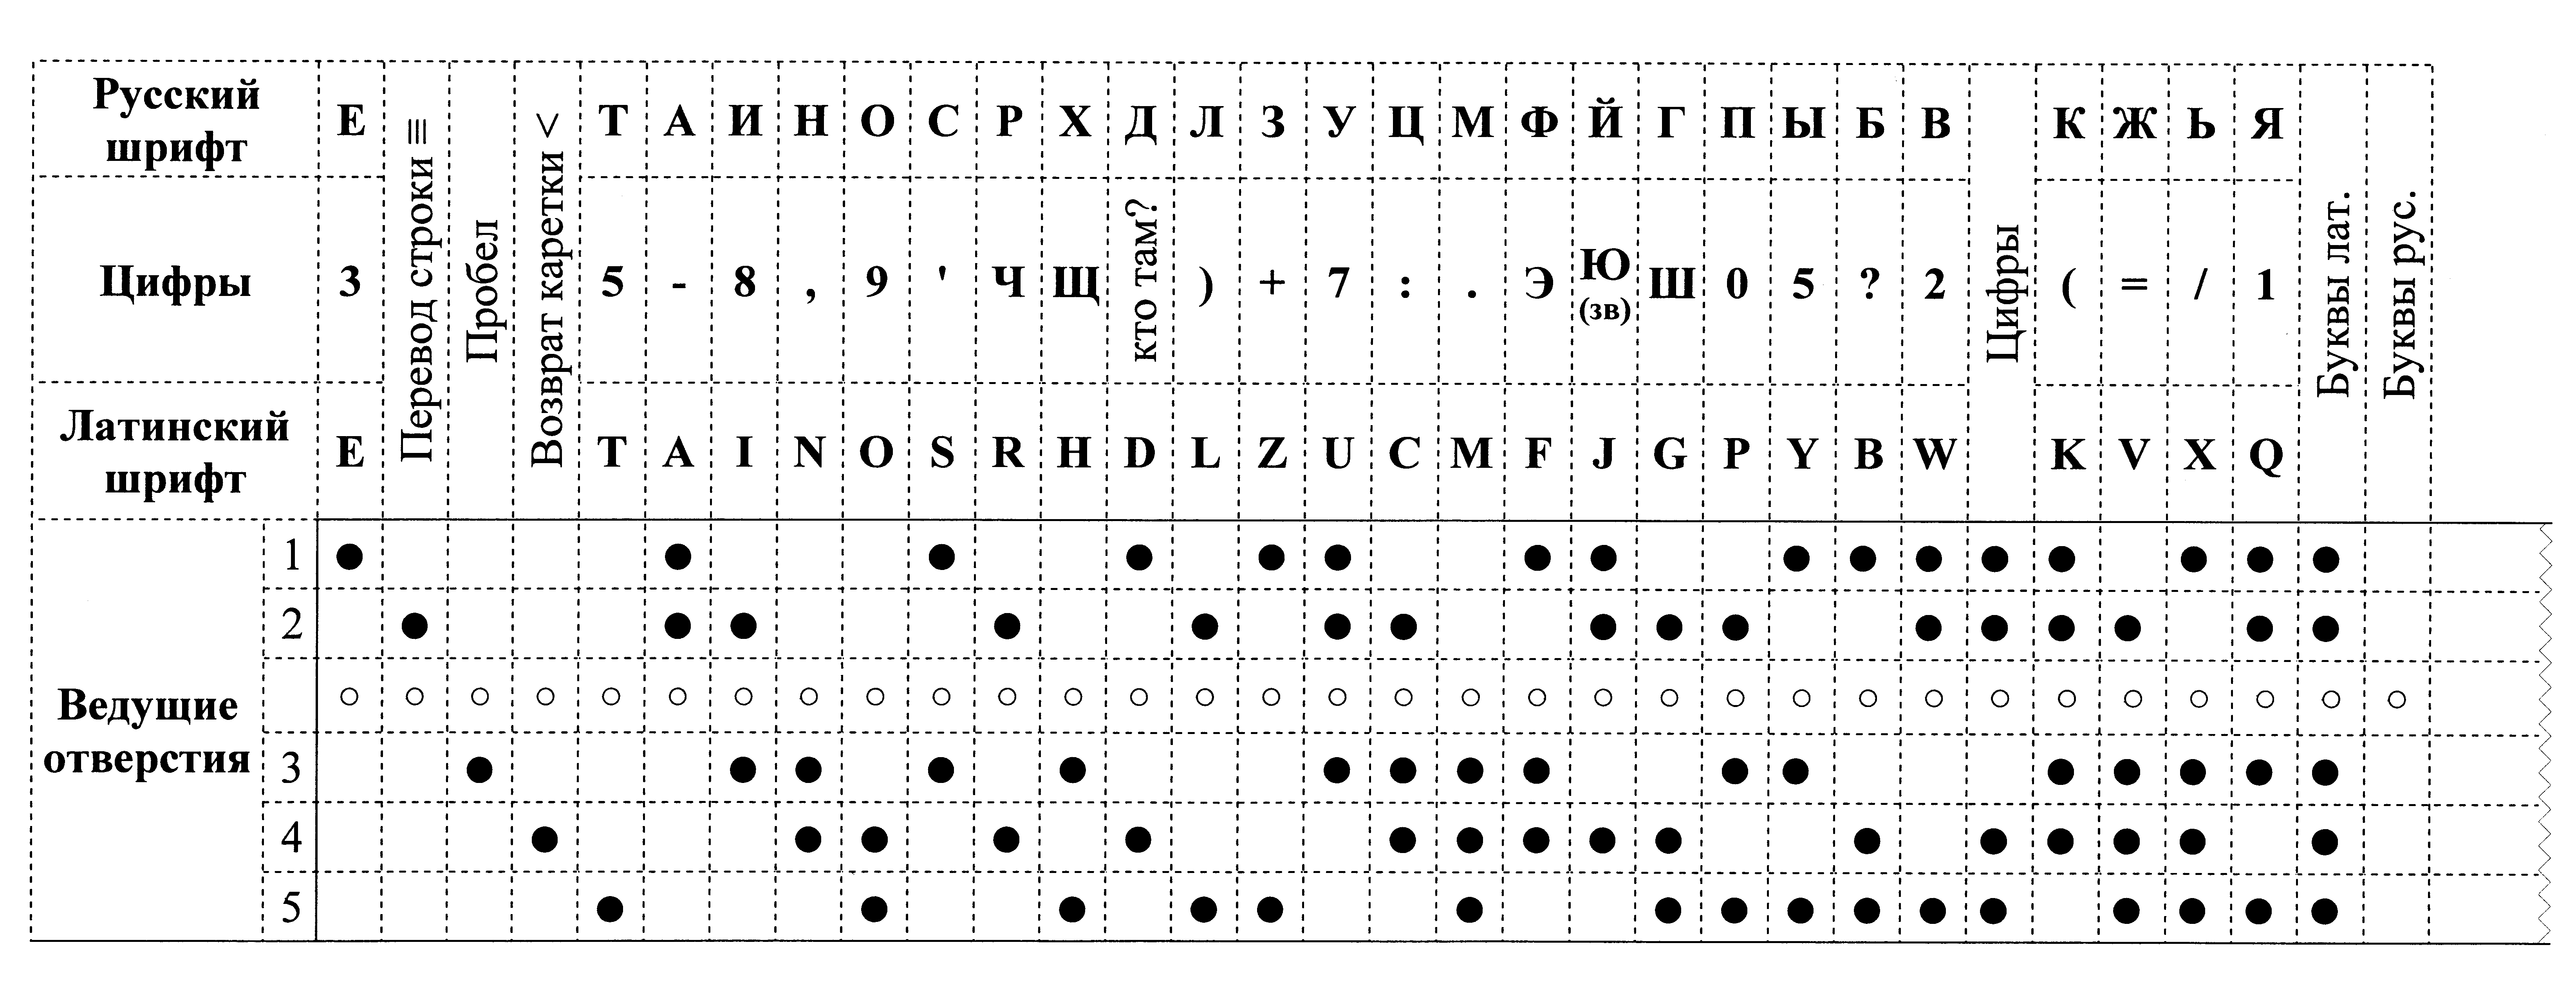 Русский шрифт Е Т А И Н О С Р Х Д Л З У Ц М Ф Й Г П Ы Б В К Ж Ь Я
Перевод строки ≡
Пробел
Возврат каретки <
Цифры 3 5 - 8 , 9 ' Ч Щ кто там? ) + 7 : . Э Ю (зв) Ш 0 5 ? 2 ( = / 1
Цифры
Буквы лат.
Буквы рус.
Латинский шрифт E T A I N O S R H D L Z U C M F J G P Y B W K V X Q
Ведущие отверстия
1
2
3
4
5